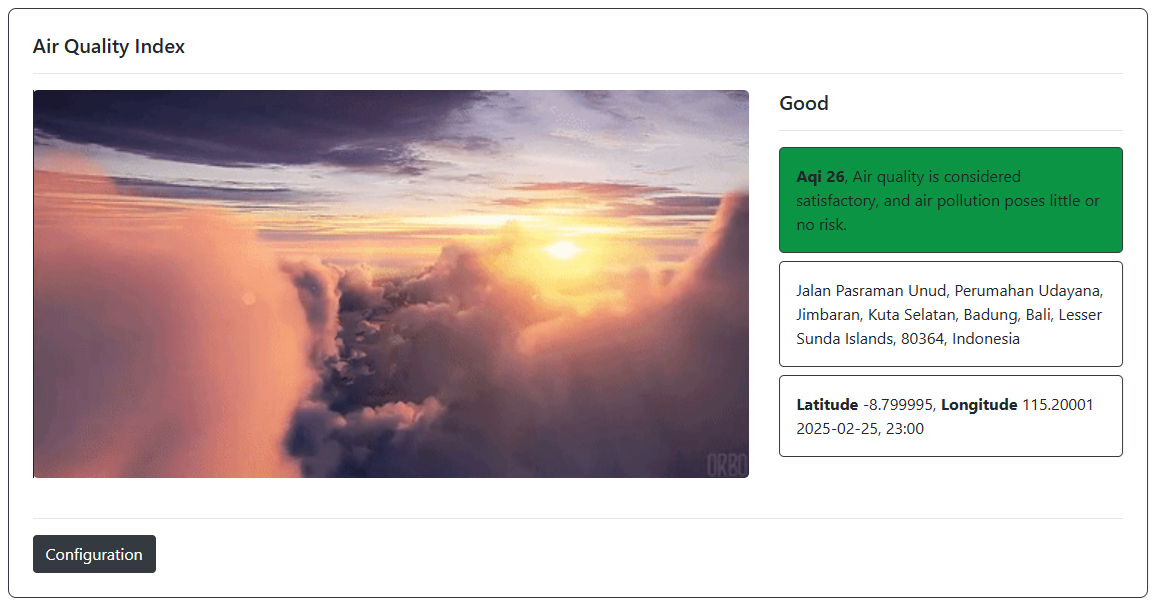 Air Quality Index
Good
Aqi 26, Air quality is considered
satisfactory, and air pollution poses little or
no risk.
Jalan Pasraman Unud, Perumahan Udayana,
Jimbaran, Kuta Selatan, Badung, Bali, Lesser
Sunda Islands, 80364, Indonesia
Latitude -8.799995, Longitude 115.20001
2025-02-25, 23:00
ORBO
Configuration